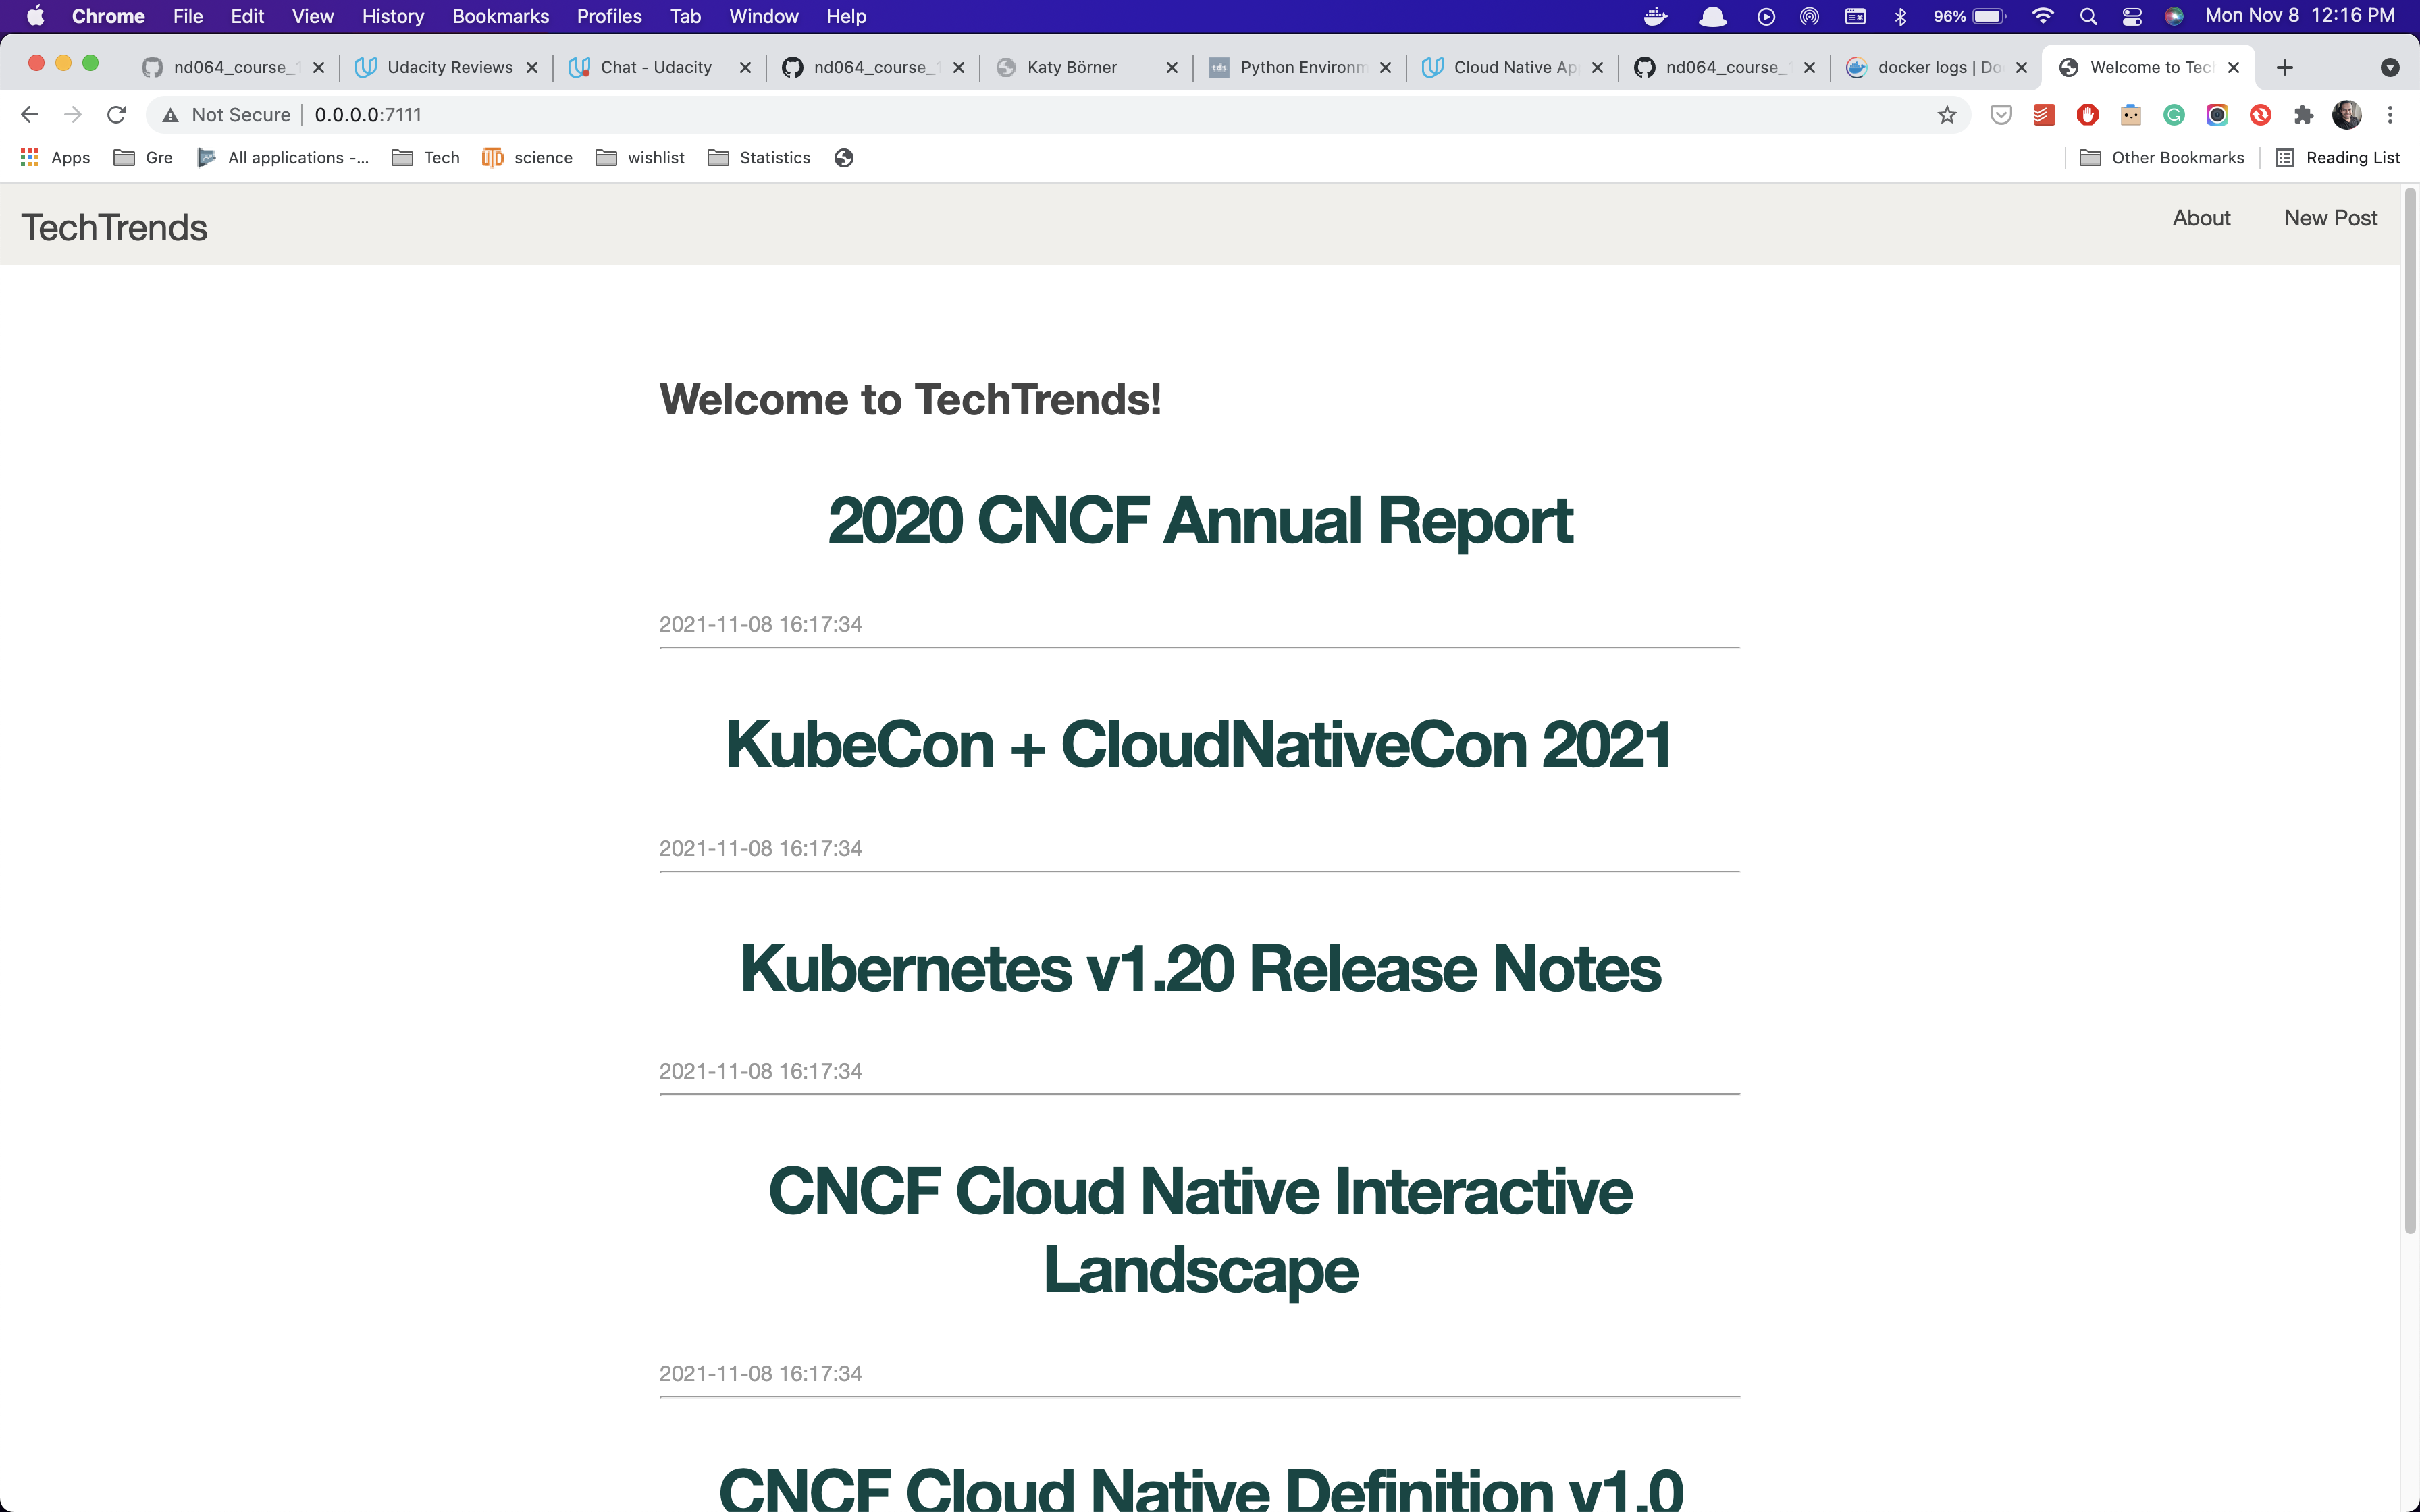 Chrome File Edit View History Bookmarks Profiles Tab Window Help 96% Mon Nov 8 12:16 PM
nd064_course_1 Udacity Reviews Chat - Udacity nd064_course_1 Katy Börner tds Python Environm Cloud Native Ap nd064_course_ docker logs | Do Welcome to Tec
Not Secure 0.0.0.0:7111
Apps Gre All applications -... Tech UTD science wishlist Statistics Other Bookmarks Reading List
TechTrends About New Post
Welcome to TechTrends!
2020 CNCF Annual Report
2021-11-08 16:17:34
KubeCon + CloudNativeCon 2021
2021-11-08 16:17:34
Kubernetes v1.20 Release Notes
2021-11-08 16:17:34
CNCF Cloud Native Interactive
Landscape
2021-11-08 16:17:34
CNCF Cloud Native Definition v1.0